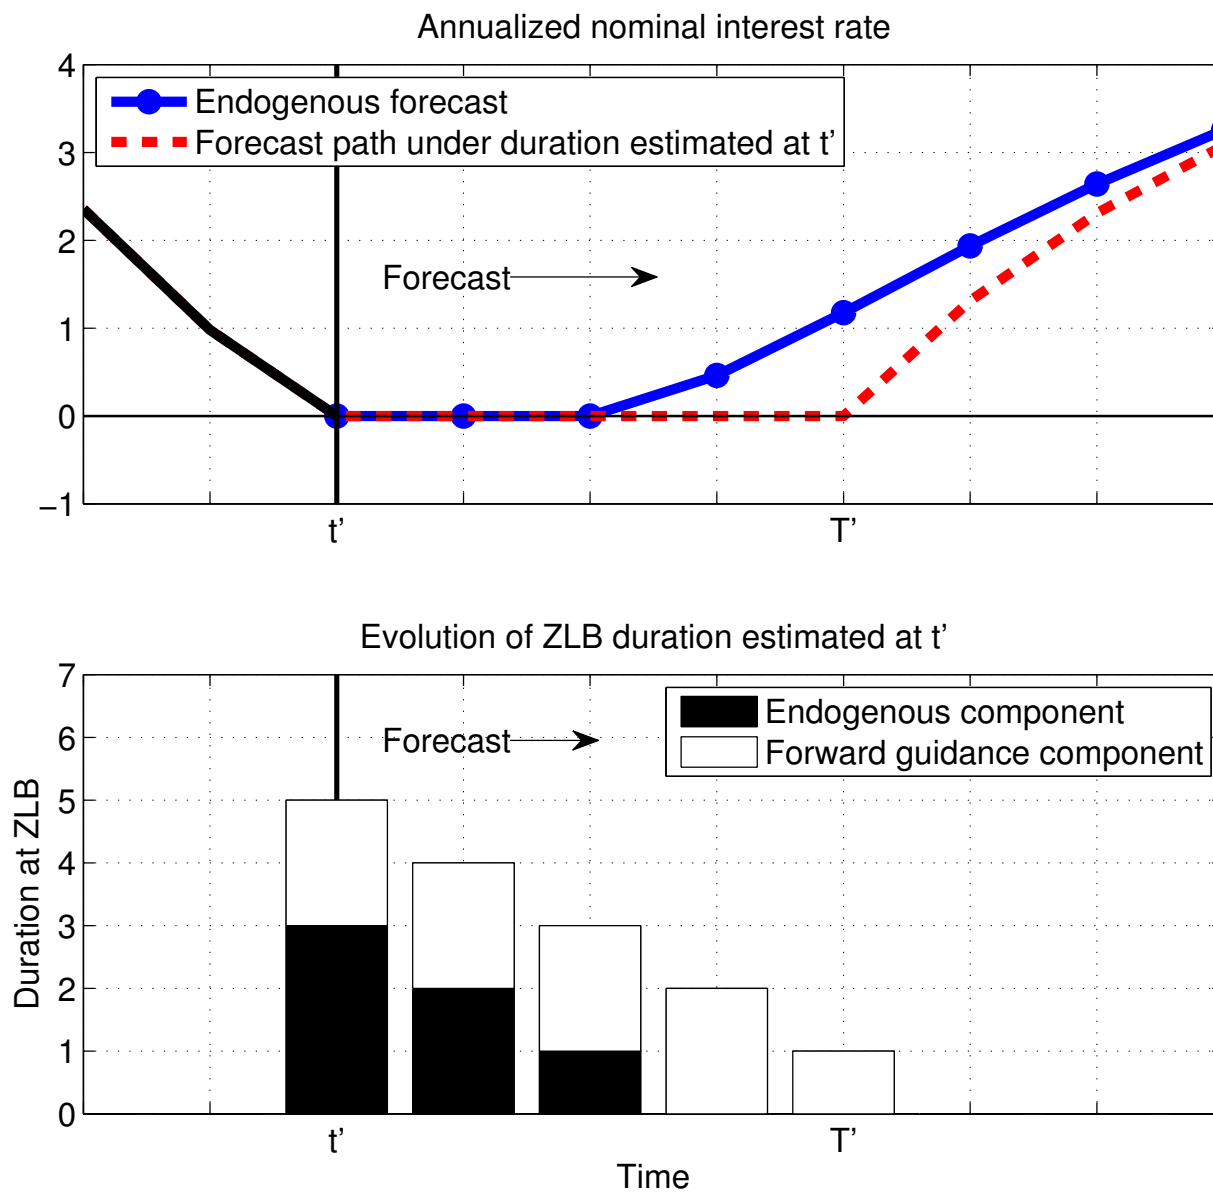 Annualized nominal interest rate
4
Endogenous forecast
Forecast path under duration estimated at t’
3
2
Forecast
1
0
−1
t’ T’
Evolution of ZLB duration estimated at t’
7
Endogenous component
Forecast
6
Forward guidance component
5
4
3
2
1
0
Duration at ZLB
t’ T’
Time